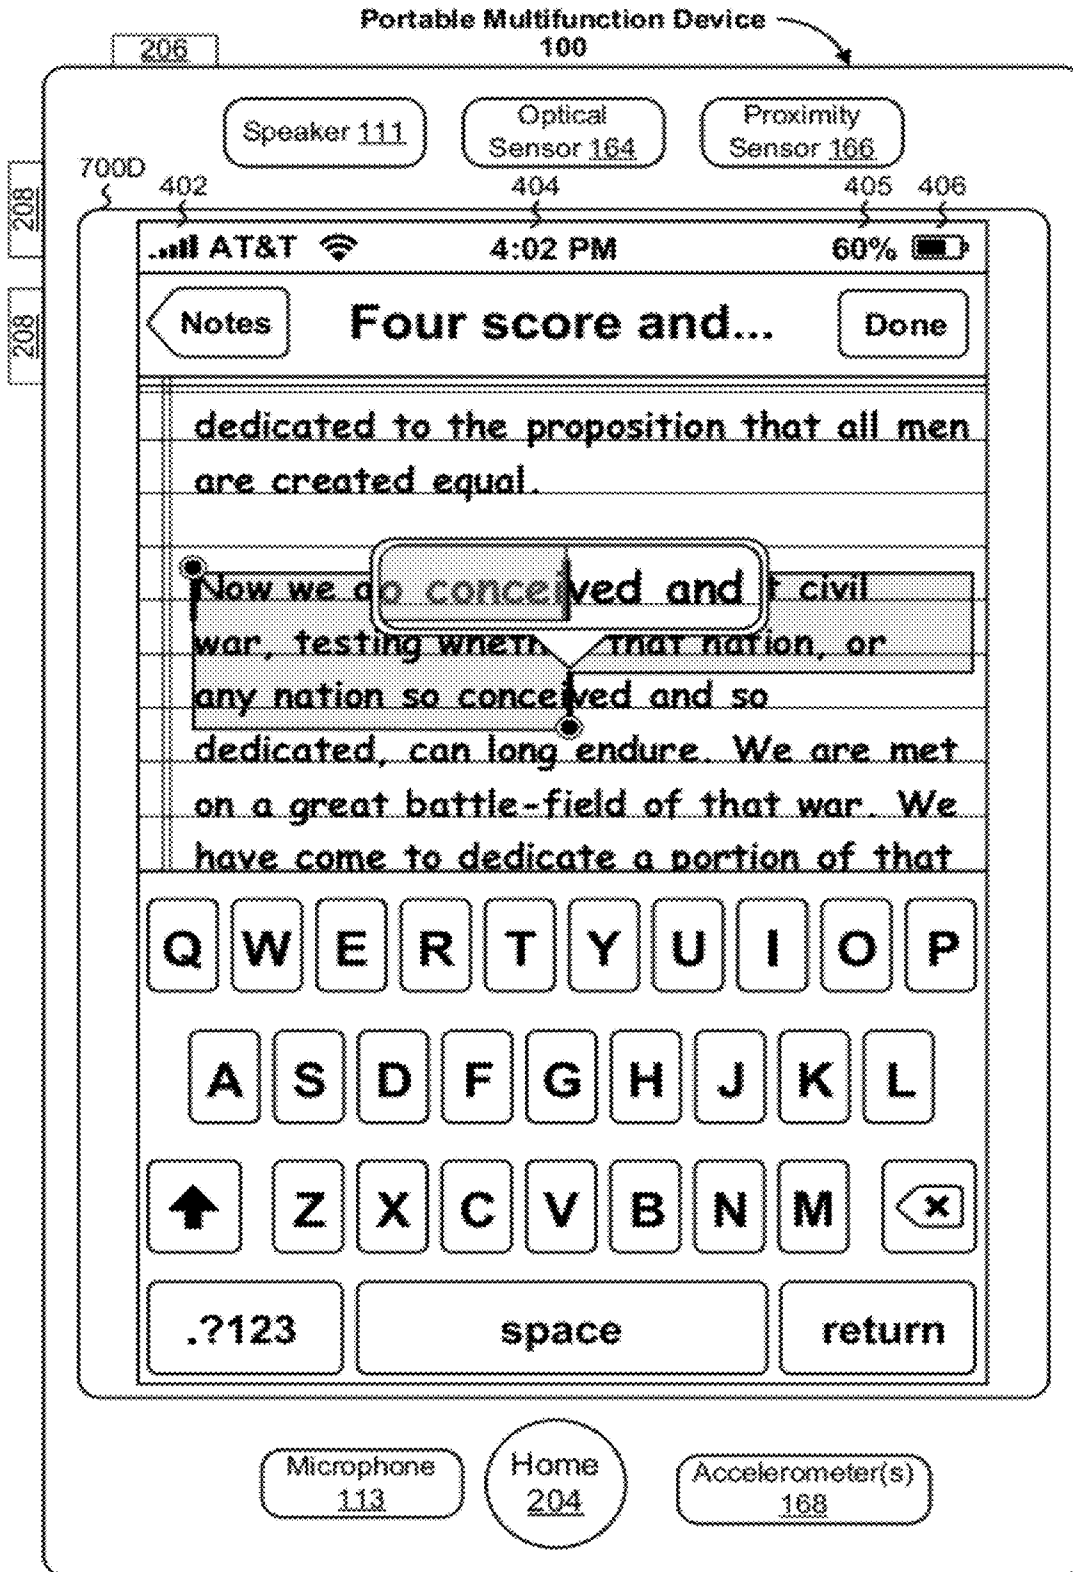 Portable Multifunction Device
100
206
Speaker 111
Optical
Sensor 164
Proximity
Sensor 166
208
700D
402
404
405
406
AT&T
4:02 PM
60%
208
Notes
Four score and...
Done
dedicated to the proposition that all men
are created equal.
o conceived and
Now we a t civil
war, testing wheth that nation, or
any nation so conceived and so
dedicated, can long endure. We are met
on a great battle-field of that war. We
have come to dedicate a portion of that
Q W E R T Y U I O P
A S D F G H J K L
Z X C V B N M
.?123 space return
Microphone
113
Home
204
Accelerometer(s)
168